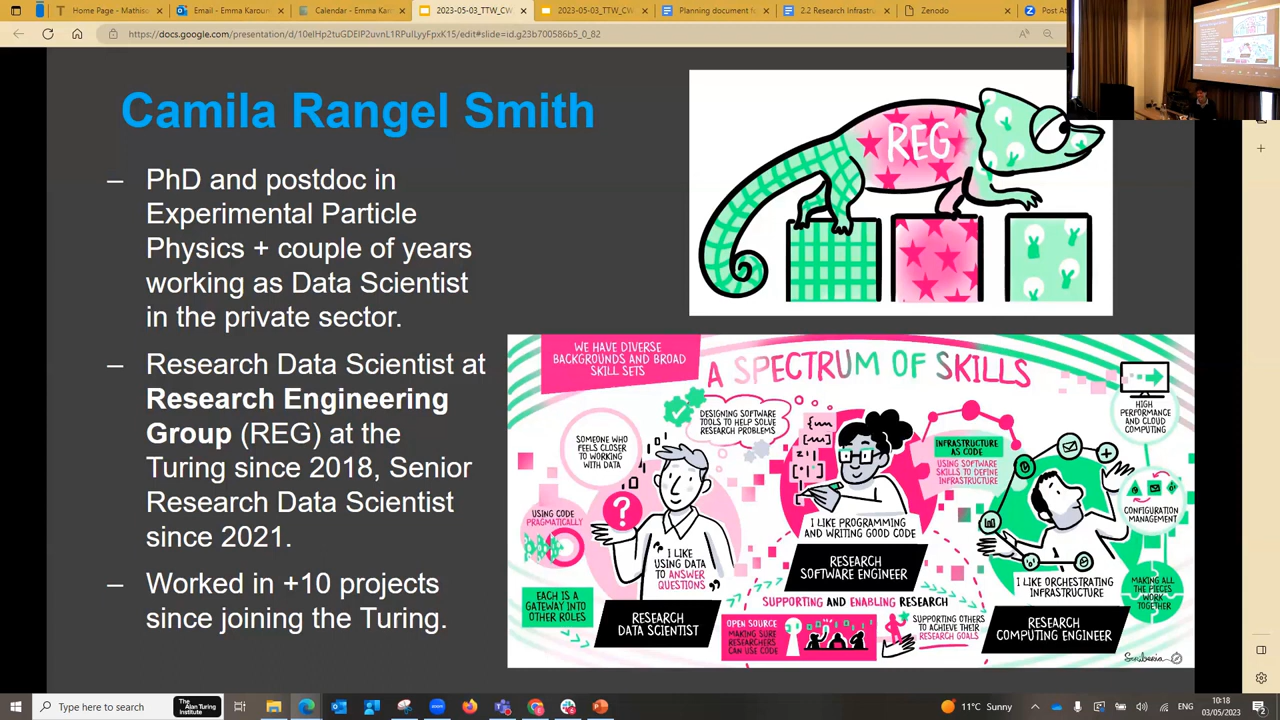 Home Page - Mathis
Email - Emma Karoun
Calendar - Emma Kar
2023-05-03_TTW_CW
2023-05-03_TTW_CW
Planning document fo
2.2 Research Infrastru
Zenodo
Post At
https://docs.google.com/presentation/d/10elHp2tuGDEIP2uvnL1RPulLyyFpxK15/edit#slide=id.g23b700586b5_0_82
Camila Rangel Smith
– PhD and postdoc in
Experimental Particle
Physics + couple of years
working as Data Scientist
in the private sector.
– Research Data Scientist at
Research Engineering
Group (REG) at the
Turing since 2018, Senior
Research Data Scientist
since 2021.
– Worked in +10 projects
since joining the Turing.
REG
WE HAVE DIVERSE
BACKGROUNDS AND BROAD
SKILL SETS
A SPECTRUM OF SKILLS
SOMEONE WHO
FEELS CLOSER
TO WORKING
WITH DATA
USING CODE
PRAGMATICALLY
?
"I LIKE
USING DATA
TO ANSWER
QUESTIONS"
EACH IS A
GATEWAY INTO
OTHER ROLES
RESEARCH
DATA SCIENTIST
DESIGNING SOFTWARE
TOOLS TO HELP SOLVE
RESEARCH PROBLEMS
I LIKE PROGRAMMING
AND WRITING GOOD CODE
RESEARCH
SOFTWARE ENGINEER
SUPPORTING AND ENABLING RESEARCH
OPEN SOURCE
MAKING SURE
RESEARCHERS
CAN USE CODE
SUPPORTING OTHERS
TO ACHIEVE THEIR
RESEARCH GOALS
INFRASTRUCTURE
AS CODE
USING SOFTWARE
SKILLS TO DEFINE
INFRASTRUCTURE
HIGH
PERFORMANCE
AND CLOUD
COMPUTING
CONFIGURATION
MANAGEMENT
I LIKE ORCHESTRATING
INFRASTRUCTURE
MAKING ALL
THE PIECES
WORK
TOGETHER
RESEARCH
COMPUTING ENGINEER
Scriberia
Type here to search
The
Alan Turing
Institute
11°C Sunny
10:18
03/05/2023